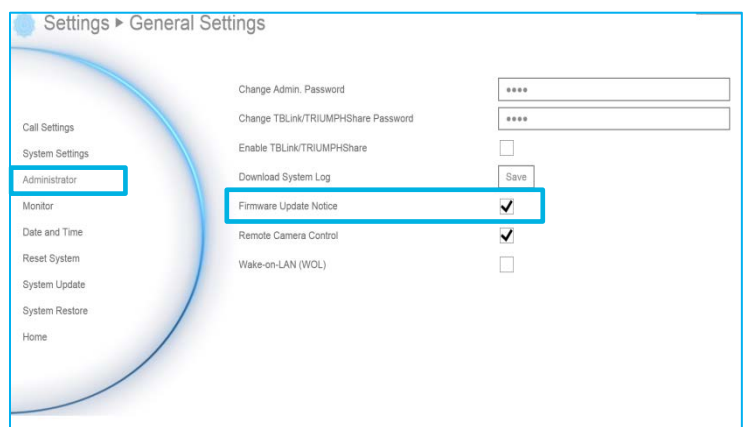 Settings ▸ General Settings
Call Settings
System Settings
Administrator
Monitor
Date and Time
Reset System
System Update
System Restore
Home
Change Admin. Password
Change TBLink/TRIUMPHShare Password
Enable TBLink/TRIUMPHShare
Download System Log Save
Firmware Update Notice
Remote Camera Control
Wake-on-LAN (WOL)